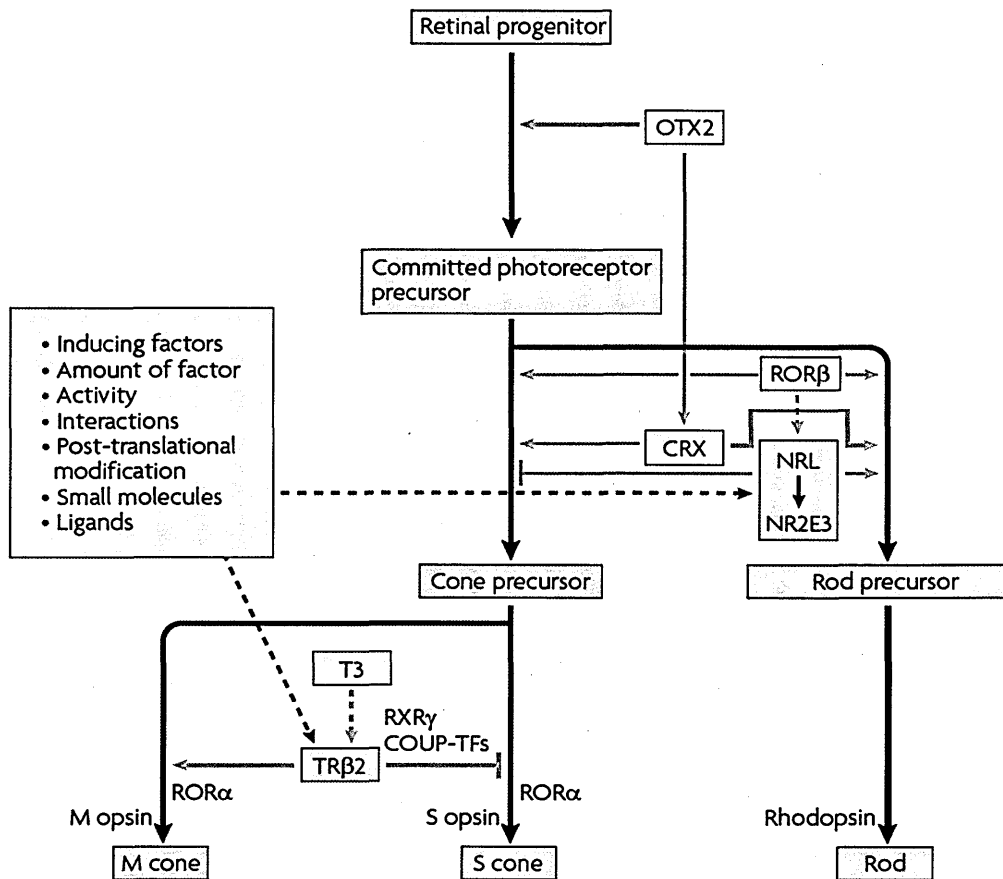 Retinal progenitor
OTX2
Committed photoreceptor
precursor
• Inducing factors
• Amount of factor
• Activity
• Interactions
• Post-translational
modification
• Small molecules
• Ligands
RORβ
CRX
NRL
NR2E3
Cone precursor
Rod precursor
T3
RXRγ
COUP-TFs
TRβ2
RORα
RORα
M opsin
S opsin
Rhodopsin
M cone
S cone
Rod